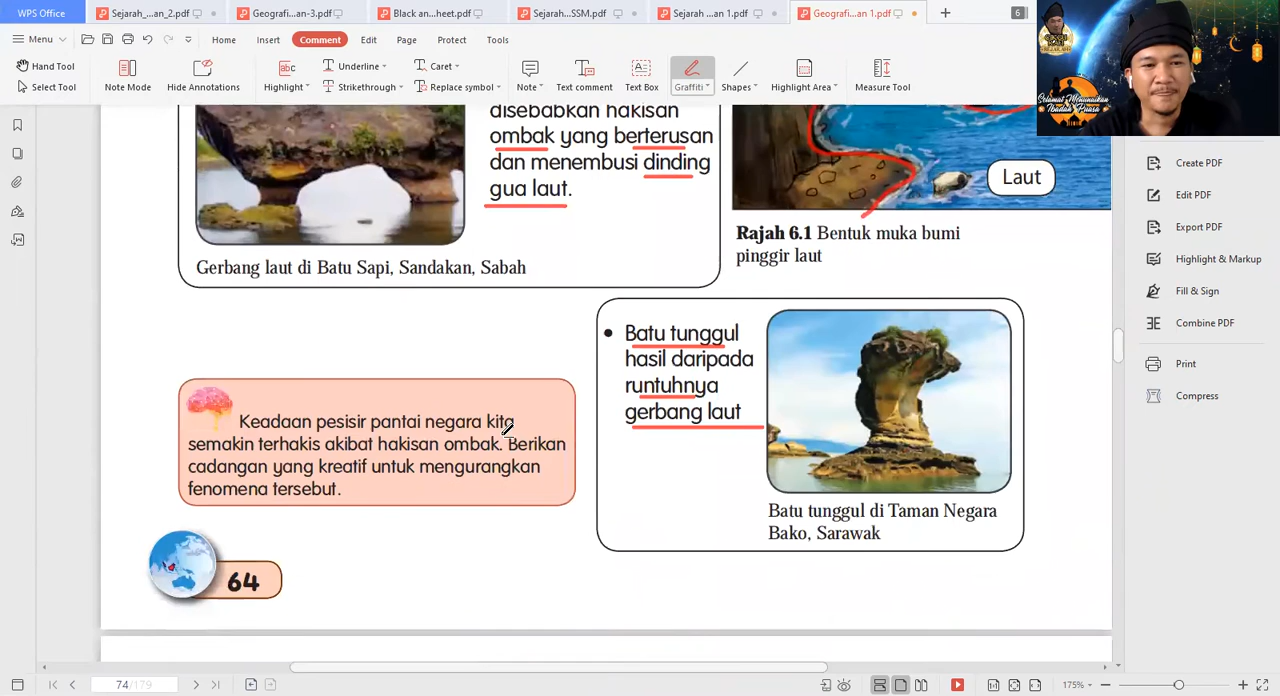 WPS Office
Sejarah_...an_2.pdf
Geografi...an-3.pdf
Black an...heet.pdf
Sejarah...SSM.pdf
Sejarah ...an 1.pdf
Geografi...an 1.pdf
6
Menu
Home
Insert
Comment
Edit
Page
Protect
Tools
Hand Tool
Select Tool
Note Mode
Hide Annotations
Highlight
Underline
Strikethrough
Caret
Replace symbol
Note
Text comment
Text Box
Graffiti
Shapes
Highlight Area
Measure Tool
Selamat Menunaikan
Ibadah Puasa
Create PDF
Edit PDF
Export PDF
Highlight & Markup
Fill & Sign
Combine PDF
Print
Compress
disebabkan hakisan
ombak yang berterusan
dan menembusi dinding
gua laut.
Gerbang laut di Batu Sapi, Sandakan, Sabah
Laut
Rajah 6.1 Bentuk muka bumi
pinggir laut
• Batu tunggul
hasil daripada
runtuhnya
gerbang laut
Batu tunggul di Taman Negara
Bako, Sarawak
Keadaan pesisir pantai negara kita
semakin terhakis akibat hakisan ombak. Berikan
cadangan yang kreatif untuk mengurangkan
fenomena tersebut.
64
74/179
175%